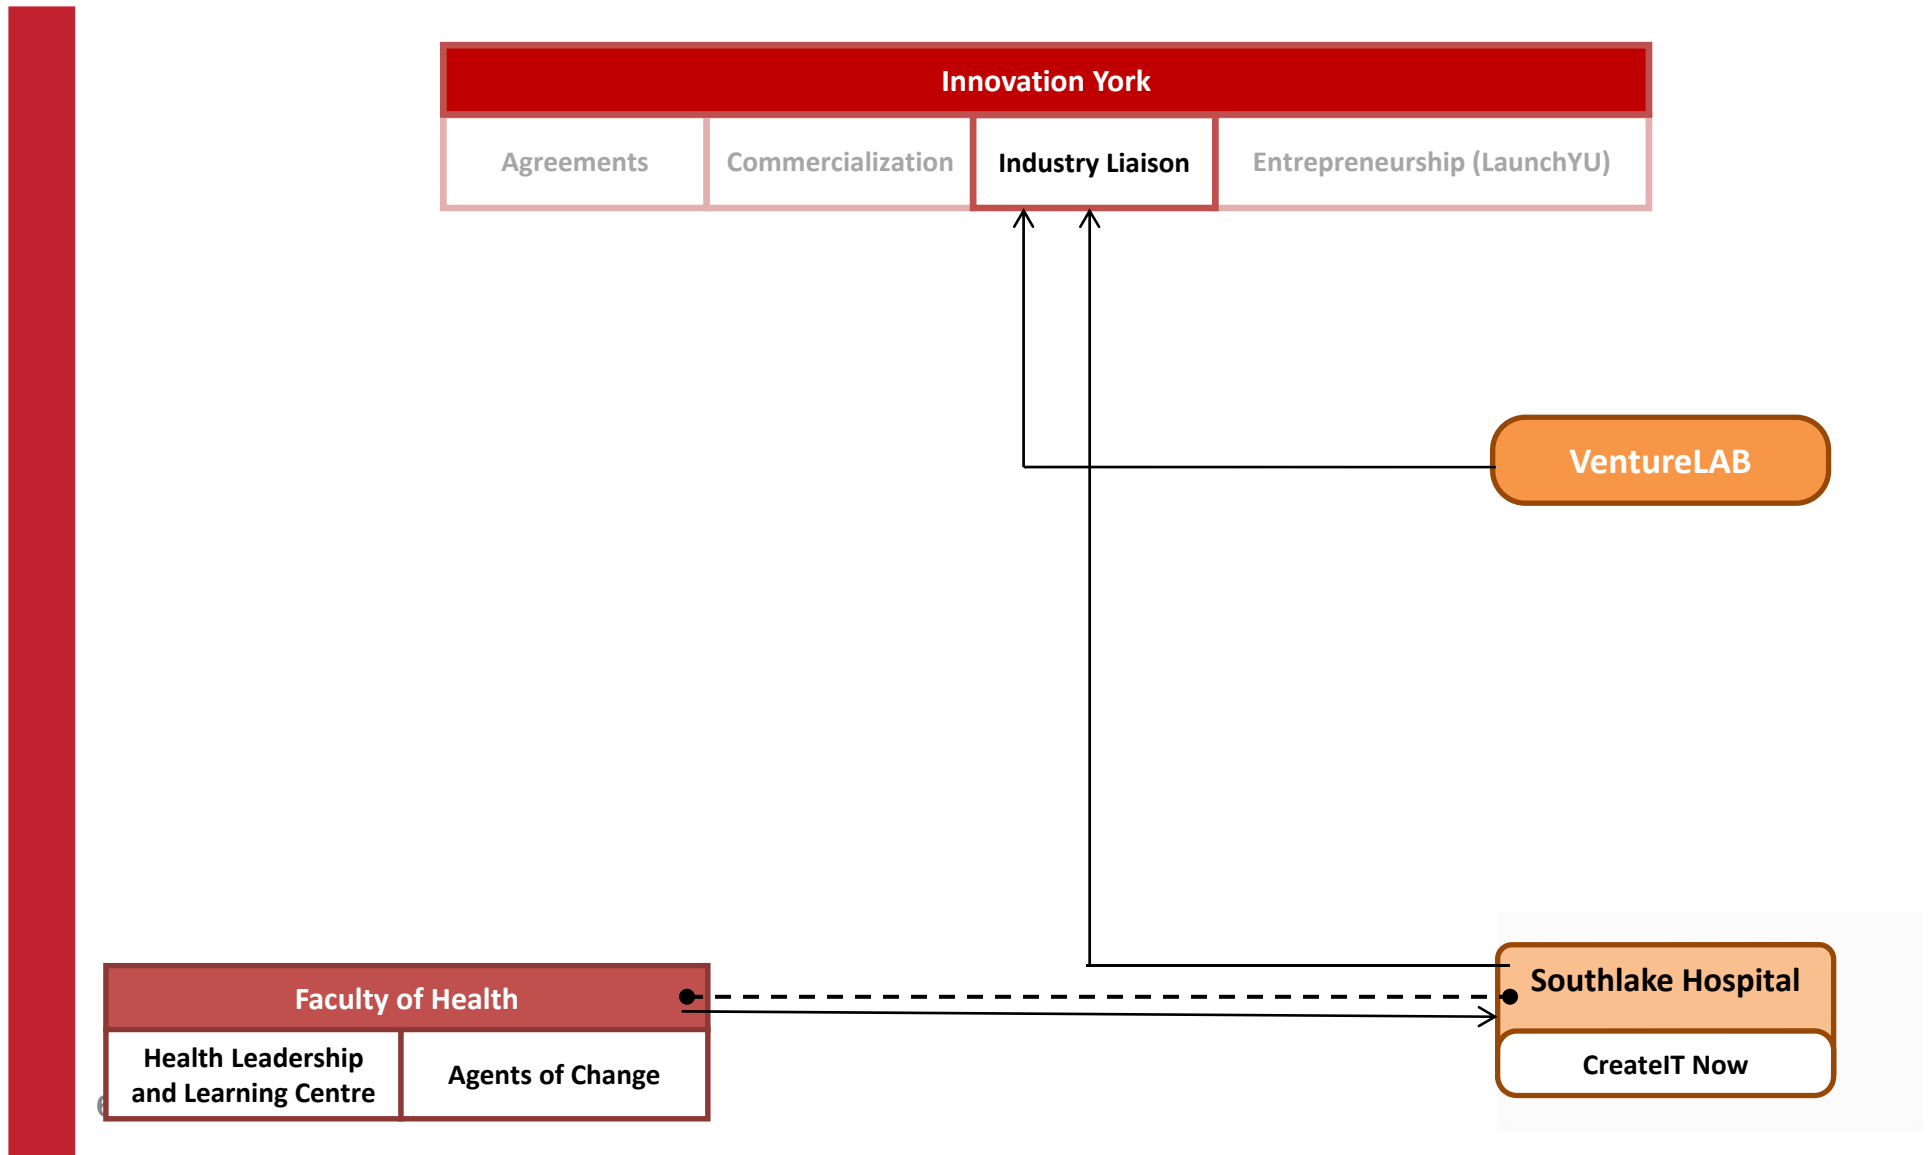 Innovation York
Agreements
Commercialization
Industry Liaison
Entrepreneurship (LaunchYU)
VentureLAB
Southlake Hospital
CreateIT Now
Faculty of Health
Health Leadership
and Learning Centre
Agents of Change